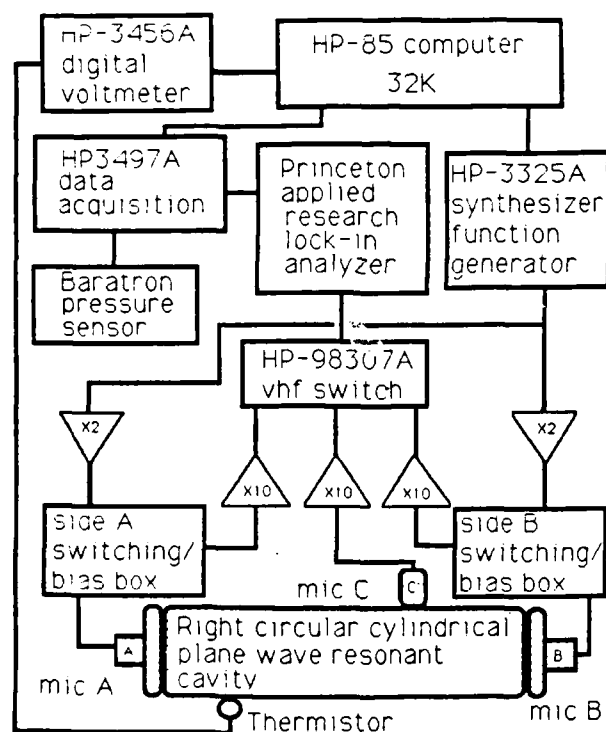 HP-3456A
digital
voltmeter
HP-85 computer
32K
HP3497A
data
acquisition
Princeton
applied
research
lock-in
analyzer
HP-3325A
synthesizer
function
generator
Baratron
pressure
sensor
HP-98307A
vhf switch
X2
X2
X10
X10
X10
side A
switching/
bias box
side B
switching/
bias box
mic C
C
Right circular cylindrical
plane wave resonant
cavity
A
B
mic A
mic B
Thermistor